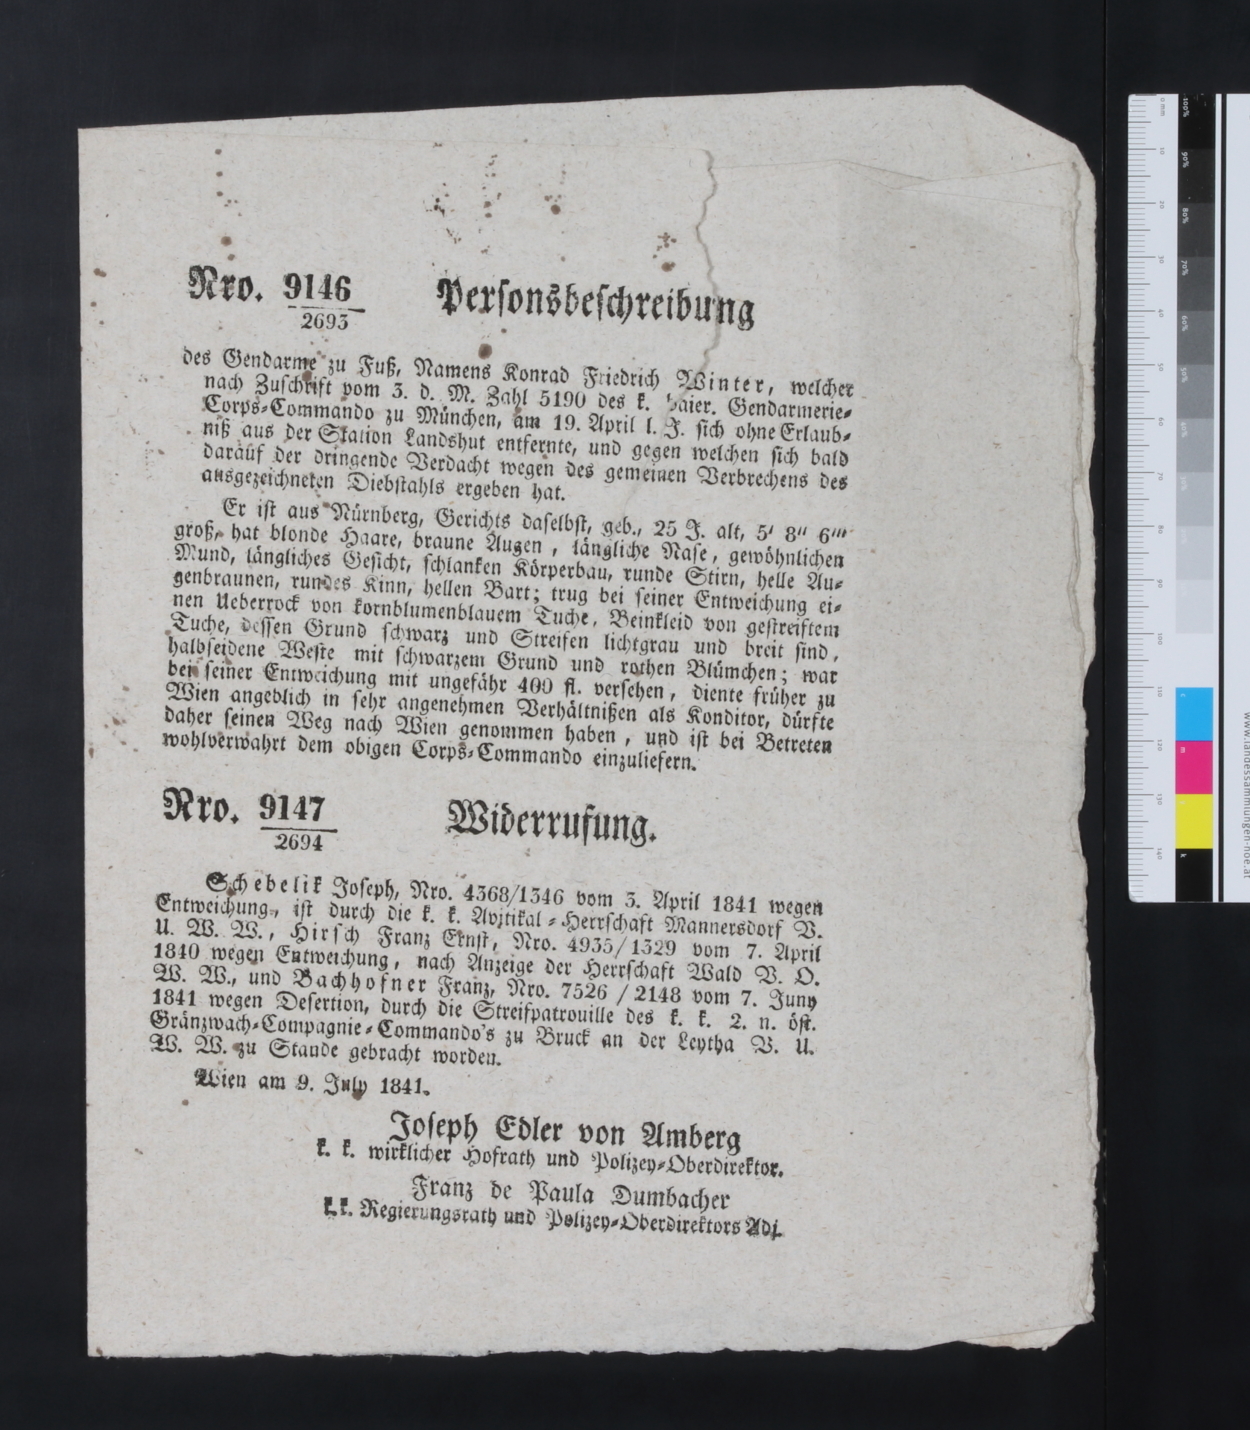 Nro. 9146/2693 Personsbeschreibung
des Gendarme zu Fuß, Namens Konrad Friedrich Winter, welcher
nach Zuschrift vom 3. d. M. Zahl 5190 des k. baier. Gendarmerie-
Corps-Commando zu München, am 19. April l. J. sich ohne Erlaub-
niß aus der Station Landshut entfernte, und gegen welchen sich bald
darauf der dringende Verdacht wegen des gemeinen Verbrechens des
ausgezeichneten Diebstahls ergeben hat.
Er ist aus Nürnberg, Gerichts daselbst, geb., 25 J. alt, 5' 8'' 6'''
groß, hat blonde Haare, braune Augen, längliche Nase, gewöhnlichen
Mund, längliches Gesicht, schlanken Körperbau, runde Stirn, helle Au-
genbraunen, rundes Kinn, hellen Bart; trug bei seiner Entweichung ei-
nen Ueberrock von kornblumenblauem Tuche, Beinkleid von gestreiftem
Tuche, dessen Grund schwarz und Streifen lichtgrau und breit sind,
halbseidene Weste mit schwarzem Grund und rothen Blümchen; war
bei seiner Entweichung mit ungefähr 400 fl. versehen, diente früher zu
Wien angeblich in sehr angenehmen Verhältnißen als Konditor, dürfte
daher seinen Weg nach Wien genommen haben, und ist bei Betreten
wohlverwahrt dem obigen Corps-Commando einzuliefern.
Nro. 9147/2694 Widerrufung.
Schebelik Joseph, Nro. 4368/1346 vom 3. April 1841 wegen
Entweichung, ist durch die k. k. Avitikal-Herrschaft Mannersdorf V.
U. W. W., Hirsch Franz Ernst, Nro. 4935/1329 vom 7. April
1840 wegen Entweichung, nach Anzeige der Herrschaft Wald V. O.
W. W., und Bachhofner Franz, Nro. 7526/2148 vom 7. Juny
1841 wegen Desertion, durch die Streifpatrouille des k. k. 2. n. öst.
Gränzwach-Compagnie-Commando's zu Bruck an der Leytha V. U.
W. W. zu Stande gebracht worden.
Wien am 9. July 1841.
Joseph Edler von Amberg
k. k. wirklicher Hofrath und Polizey-Oberdirektor.
Franz de Paula Dumbacher
k. k. Regierungsrath und Polizey-Oberdirektors Adj.
www.landessammlungen-noe.at